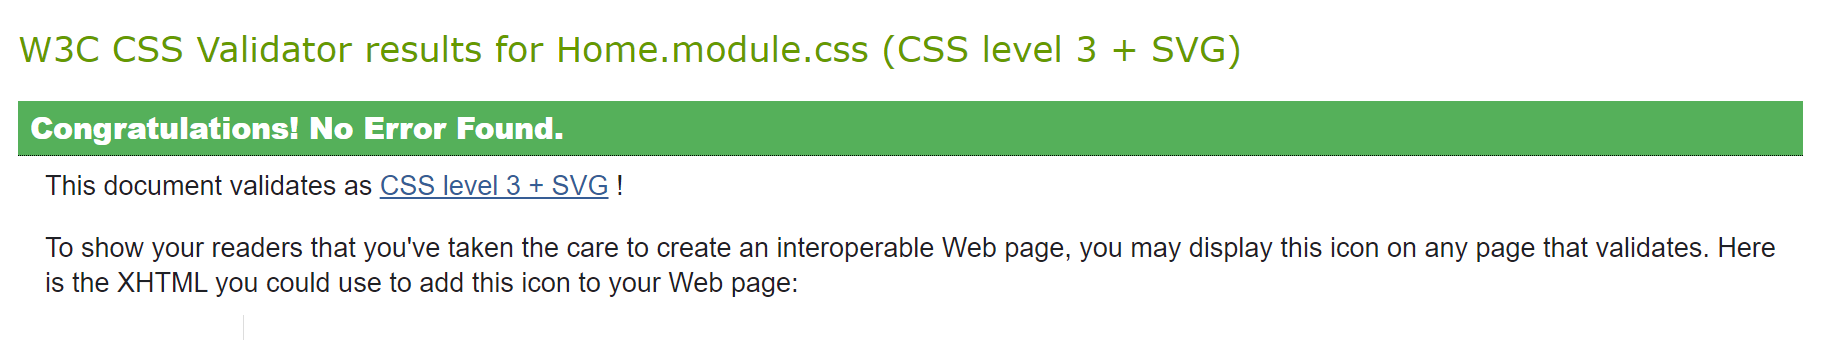 W3C CSS Validator results for Home.module.css (CSS level 3 + SVG)
Congratulations! No Error Found.
This document validates as CSS level 3 + SVG !
To show your readers that you've taken the care to create an interoperable Web page, you may display this icon on any page that validates. Here
is the XHTML you could use to add this icon to your Web page: